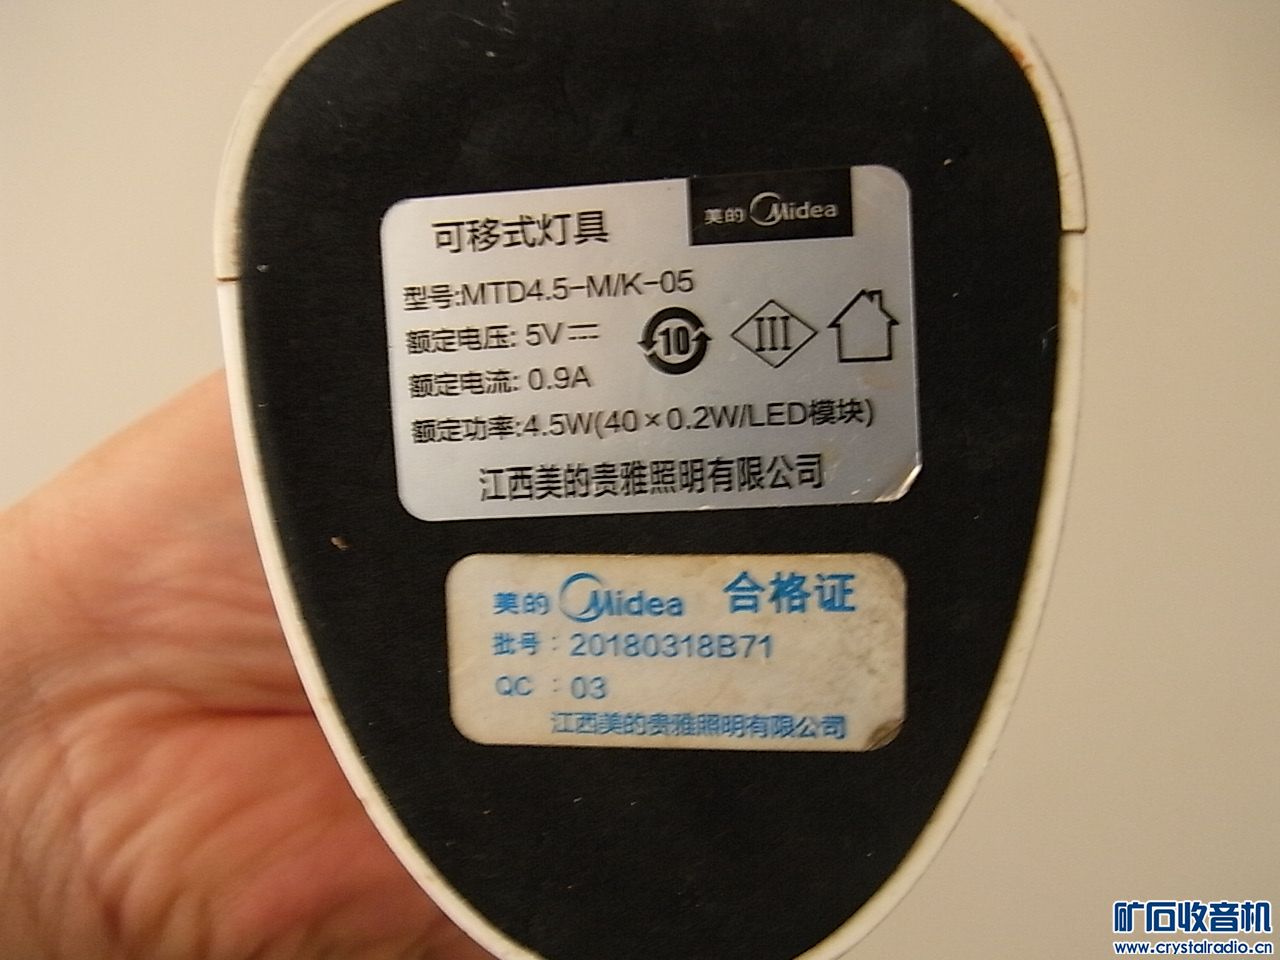 可移式灯具
美的 Midea
型号:MTD4.5-M/K-05
额定电压: 5V⎓
10
III
额定电流: 0.9A
额定功率:4.5W(40×0.2W/LED模块)
江西美的贵雅照明有限公司
美的 Midea 合格证
批号：20180318B71
QC ：03
江西美的贵雅照明有限公司
矿石收音机
www.crystalradio.cn